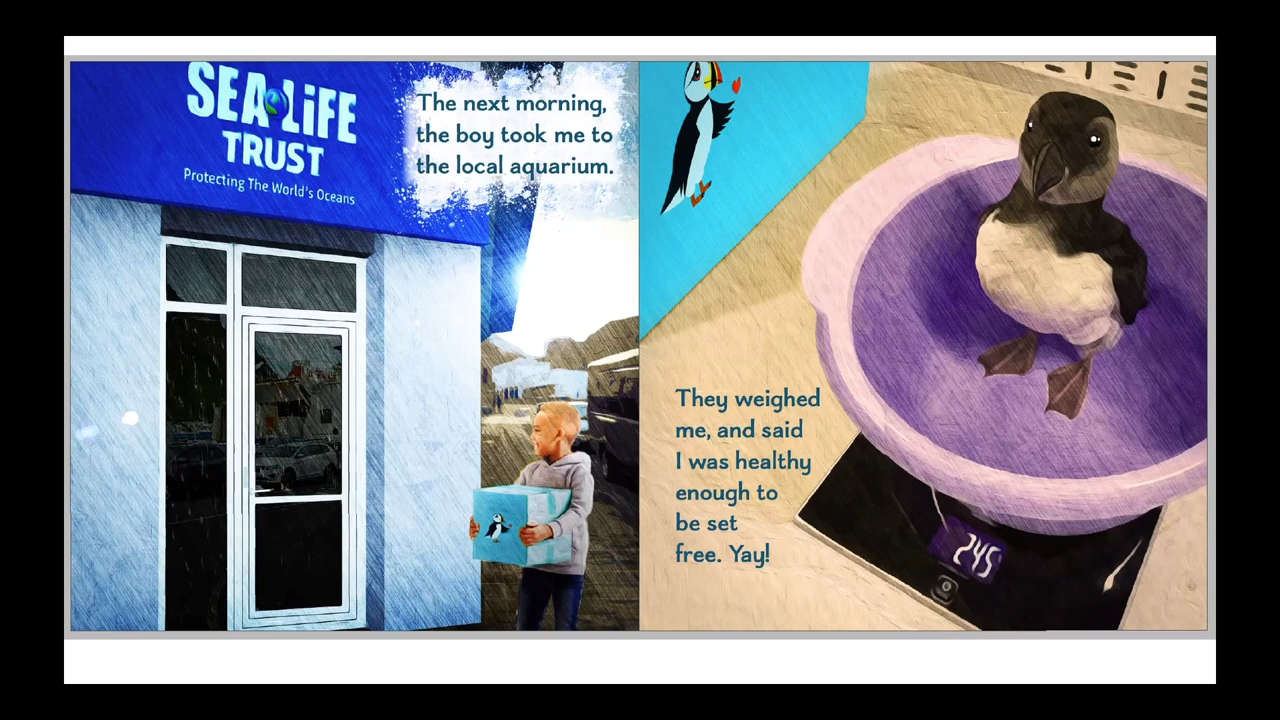 SEA LiFE
TRUST
Protecting The World's Oceans
The next morning,
the boy took me to
the local aquarium.
They weighed
me, and said
I was healthy
enough to
be set
free. Yay!
245